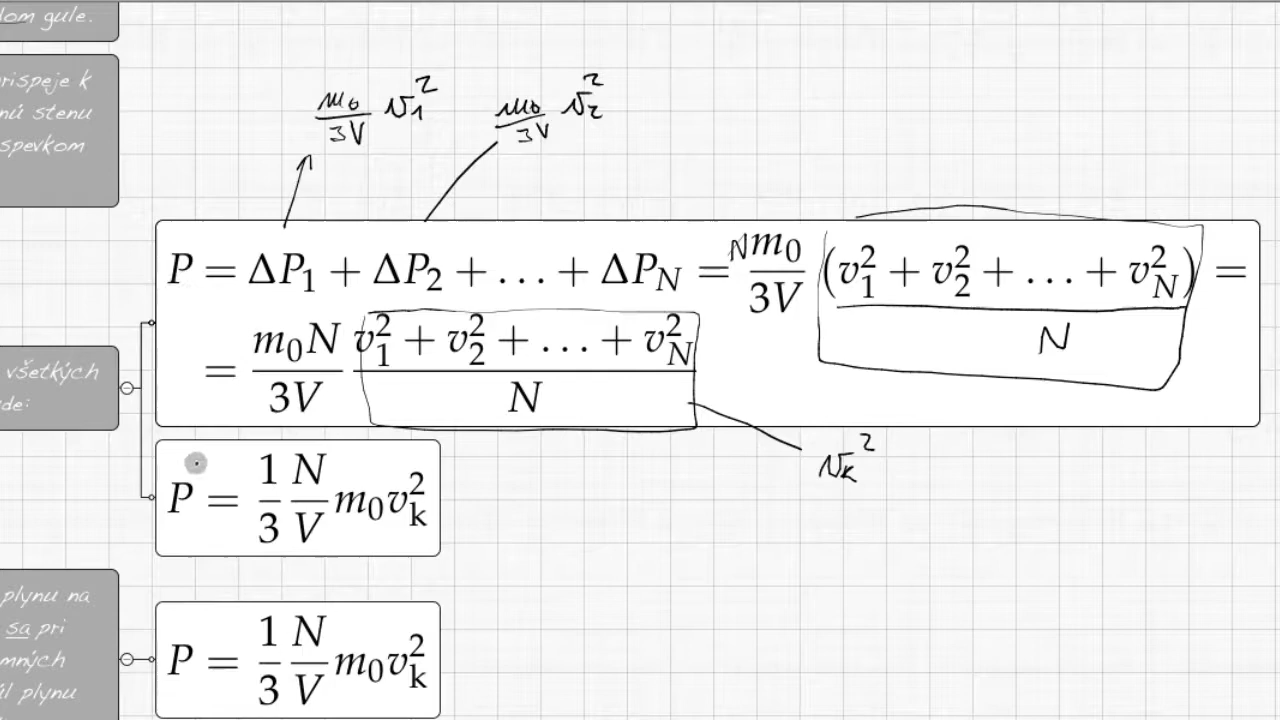 dom gule.
rispeje k
nú stenu
spevkom
m₀/3V v₁²
m₀/3V v₂²
P = ΔP₁ + ΔP₂ + … + ΔP_N = N m₀/3V (v₁² + v₂² + … + v_N²)/N =
= m₀N/3V (v₁² + v₂² + … + v_N²)/N
v_k²
všetkých
de:
P = 1/3 N/V m₀v_k²
plynu na
sa pri
mných
úl plynu
P = 1/3 N/V m₀v_k²